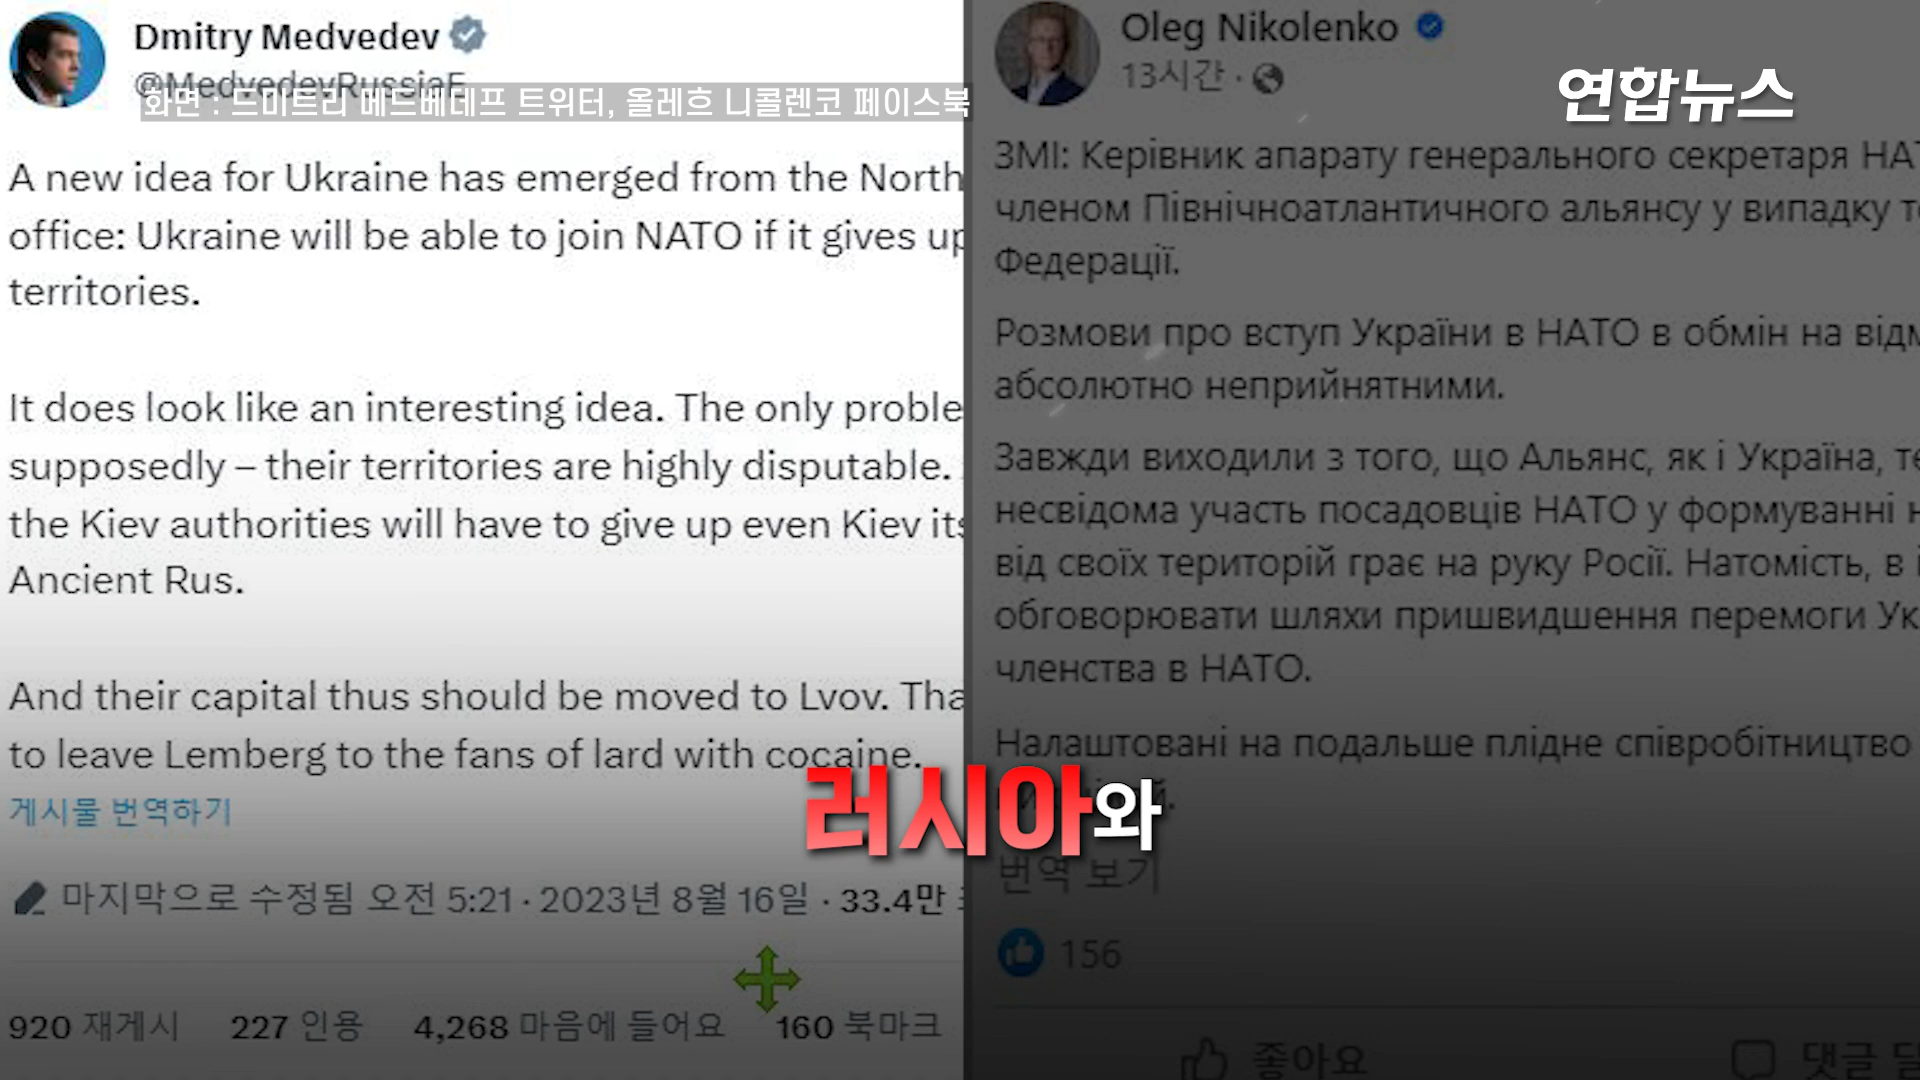 Dmitry Medvedev
@MedvedevRussiaE
화면 : 드미트리 메드베데프 트위터, 올레흐 니콜렌코 페이스북
A new idea for Ukraine has emerged from the North
office: Ukraine will be able to join NATO if it gives up
territories.
It does look like an interesting idea. The only proble
supposedly – their territories are highly disputable.
the Kiev authorities will have to give up even Kiev its
Ancient Rus.
And their capital thus should be moved to Lvov. Tha
to leave Lemberg to the fans of lard with cocaine.
게시물 번역하기
마지막으로 수정됨 오전 5:21 · 2023년 8월 16일 · 33.4만
920 재게시 227 인용 4,268 마음에 들어요 160 북마크
Oleg Nikolenko
13시간 ·
연합뉴스
ЗМІ: Керівник апарату генерального секретаря НАТ
членом Північноатлантичного альянсу у випадку
Федерації.
Розмови про вступ України в НАТО в обмін на відм
абсолютно неприйнятними.
Завжди виходили з того, що Альянс, як і Україна,
несвідома участь посадовців НАТО у формуванні
від своїх територій грає на руку Росії. Натомість, в
обговорювати шляхи пришвидшення перемоги Ук
членства в НАТО.
Налаштовані на подальше плідне співробітництво
러시아와
번역 보기
156
좋아요
댓글